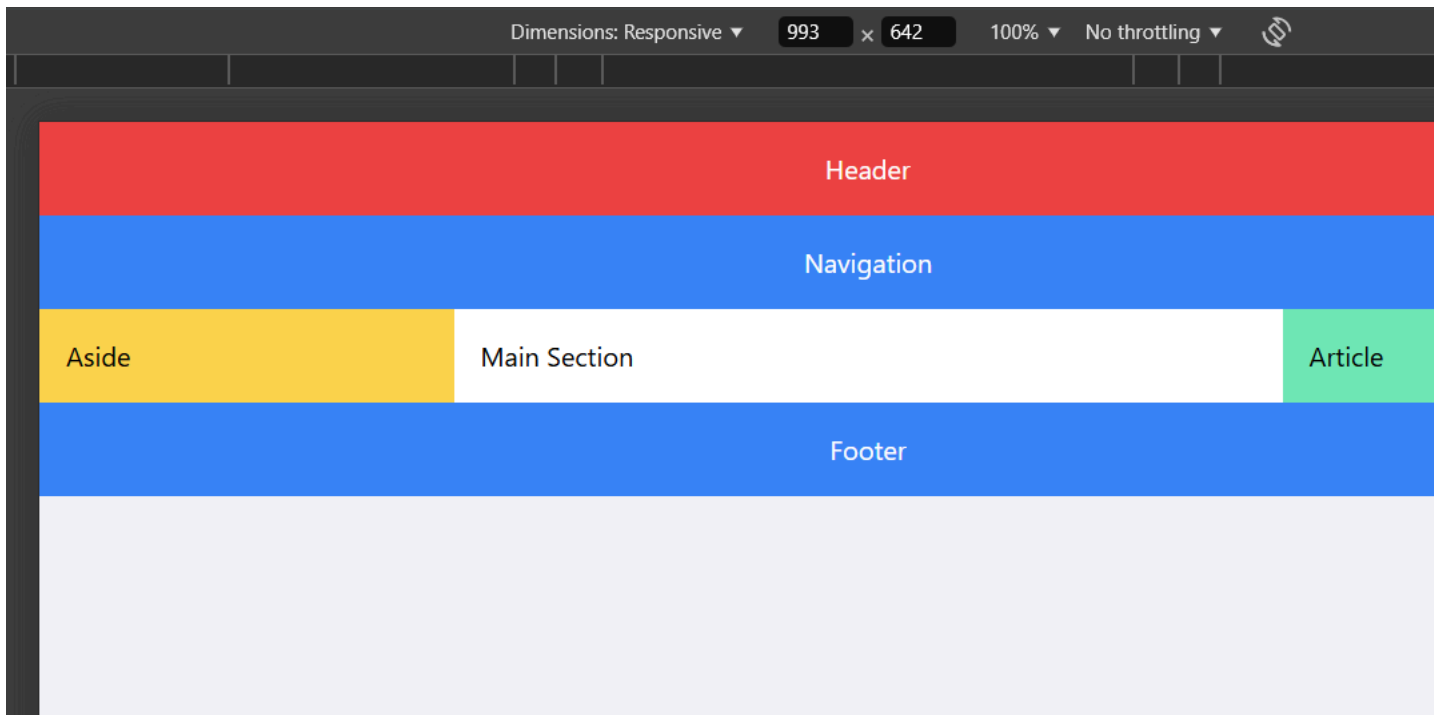 Dimensions: Responsive ▼ 993 × 642 100% ▼ No throttling ▼
Header
Navigation
Aside Main Section Article
Footer